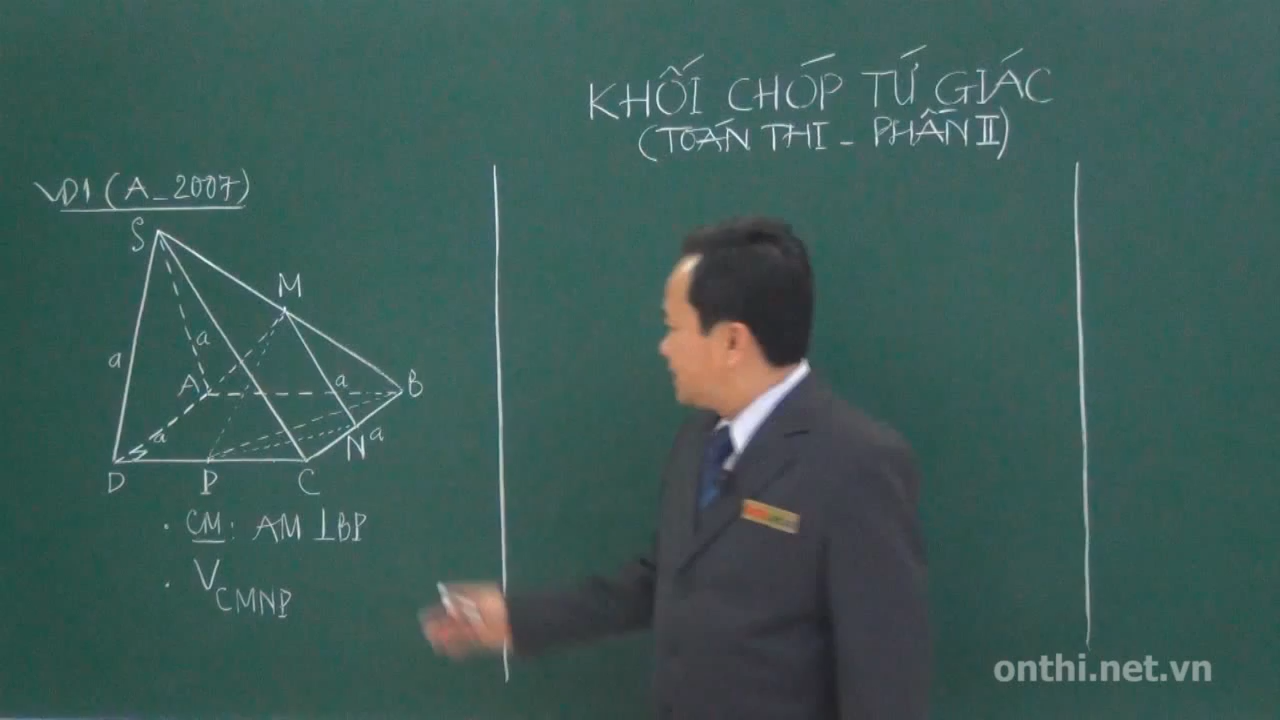 KHỐI CHÓP TỨ GIÁC
(TOÁN THI - PHẦN II)
VD1 (A_2007)
S
M
a
a
A
a
B
a
N
a
D
P
C
. CM: AM ⊥ BP
. V CMNP
onthi.net.vn